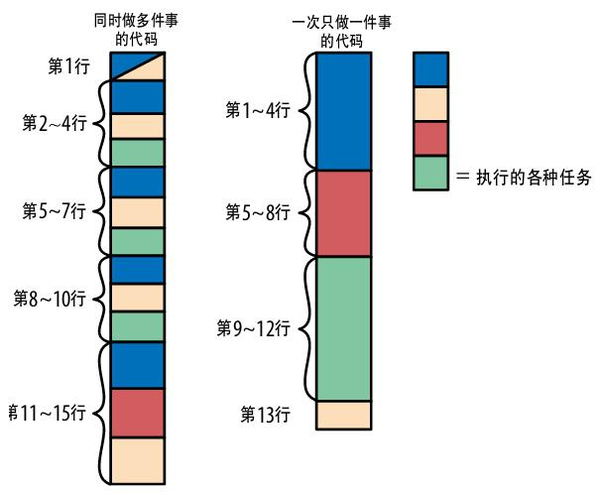 同时做多件事
的代码
第1行
第2~4行
第5~7行
第8~10行
第11~15行
一次只做一件事
的代码
第1~4行
第5~8行
第9~12行
第13行
= 执行的各种任务